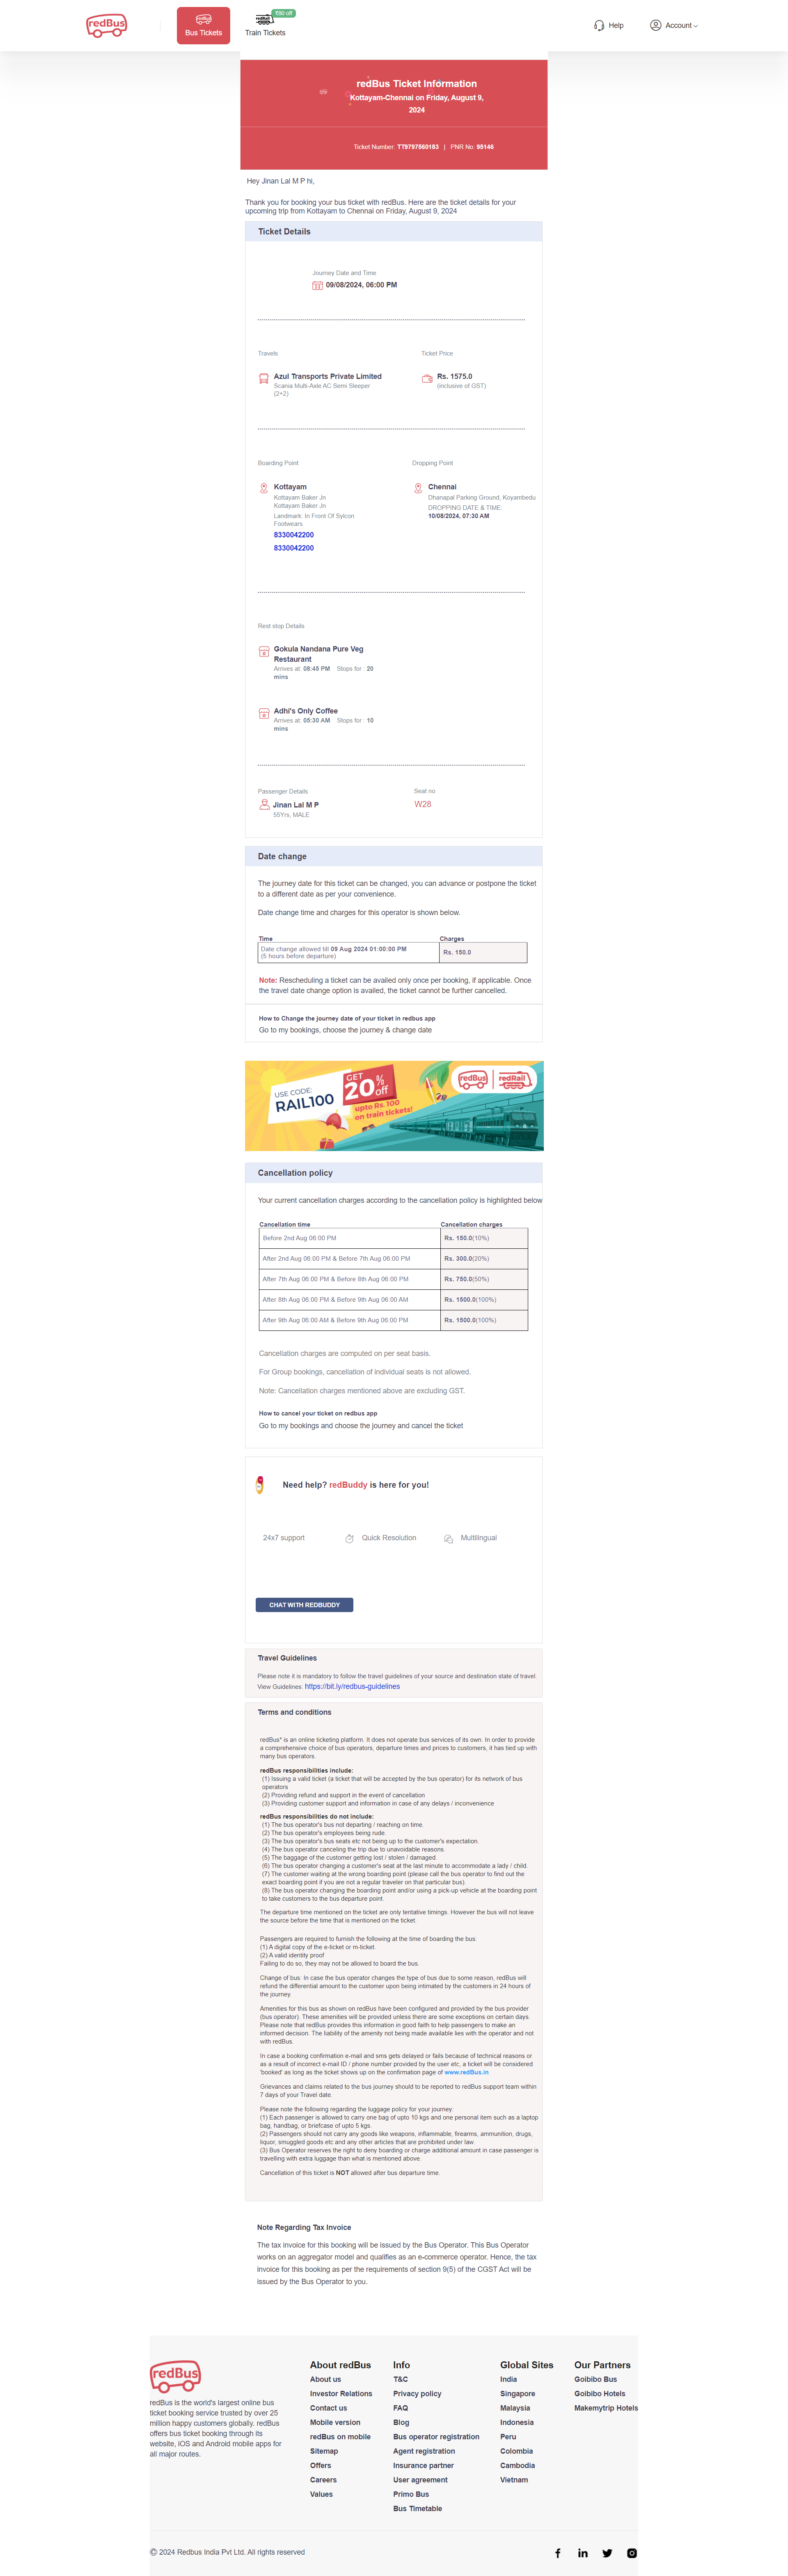 redBus
redBus
Bus Tickets
₹80 off
redRail
Train Tickets
Help
Account
redBus Ticket Information
Kottayam-Chennai on Friday, August 9,
2024
Ticket Number: TT9797560183 | PNR No: 95146
Hey Jinan Lal M P hi,
Thank you for booking your bus ticket with redBus. Here are the ticket details for your
upcoming trip from Kottayam to Chennai on Friday, August 9, 2024
Ticket Details
Journey Date and Time
09/08/2024, 06:00 PM
Travels
Ticket Price
Azul Transports Private Limited
Scania Multi-Axle AC Semi Sleeper
(2+2)
Rs. 1575.0
(inclusive of GST)
Boarding Point
Dropping Point
Kottayam
Kottayam Baker Jn
Kottayam Baker Jn
Landmark: In Front Of Sylcon
Footwears
8330042200
8330042200
Chennai
Dhanapal Parking Ground, Koyambedu
DROPPING DATE & TIME:
10/08/2024, 07:30 AM
Rest stop Details
Gokula Nandana Pure Veg
Restaurant
Arrives at: 08:45 PM Stops for : 20
mins
Adhi's Only Coffee
Arrives at: 05:30 AM Stops for : 10
mins
Passenger Details
Seat no
Jinan Lal M P
55Yrs, MALE
W28
Date change
The journey date for this ticket can be changed, you can advance or postpone the ticket
to a different date as per your convenience.
Date change time and charges for this operator is shown below.
Time Charges
Date change allowed till 09 Aug 2024 01:00:00 PM
(5 hours before departure)
Rs. 150.0
Note: Rescheduling a ticket can be availed only once per booking, if applicable. Once
the travel date change option is availed, the ticket cannot be further cancelled.
How to Change the journey date of your ticket in redbus app
Go to my bookings, choose the journey & change date
USE CODE:
RAIL100
GET
20%
off
upto Rs. 100
on train tickets!
redBus
redRail
Cancellation policy
Your current cancellation charges according to the cancellation policy is highlighted below
Cancellation time Cancellation charges
Before 2nd Aug 06:00 PM Rs. 150.0(10%)
After 2nd Aug 06:00 PM & Before 7th Aug 06:00 PM Rs. 300.0(20%)
After 7th Aug 06:00 PM & Before 8th Aug 06:00 PM Rs. 750.0(50%)
After 8th Aug 06:00 PM & Before 9th Aug 06:00 AM Rs. 1500.0(100%)
After 9th Aug 06:00 AM & Before 9th Aug 06:00 PM Rs. 1500.0(100%)
Cancellation charges are computed on per seat basis.
For Group bookings, cancellation of individual seats is not allowed.
Note: Cancellation charges mentioned above are excluding GST.
How to cancel your ticket on redbus app
Go to my bookings and choose the journey and cancel the ticket
Need help? redBuddy is here for you!
24x7 support
Quick Resolution
Multilingual
CHAT WITH REDBUDDY
Travel Guidelines
Please note it is mandatory to follow the travel guidelines of your source and destination state of travel.
View Guidelines: https://bit.ly/redbus-guidelines
Terms and conditions
redBus* is an online ticketing platform. It does not operate bus services of its own. In order to provide
a comprehensive choice of bus operators, departure times and prices to customers, it has tied up with
many bus operators.
redBus responsibilities include:
(1) Issuing a valid ticket (a ticket that will be accepted by the bus operator) for its network of bus
operators
(2) Providing refund and support in the event of cancellation
(3) Providing customer support and information in case of any delays / inconvenience
redBus responsibilities do not include:
(1) The bus operator's bus not departing / reaching on time.
(2) The bus operator's employees being rude.
(3) The bus operator's bus seats etc not being up to the customer's expectation.
(4) The bus operator canceling the trip due to unavoidable reasons.
(5) The baggage of the customer getting lost / stolen / damaged.
(6) The bus operator changing a customer's seat at the last minute to accommodate a lady / child.
(7) The customer waiting at the wrong boarding point (please call the bus operator to find out the
exact boarding point if you are not a regular traveler on that particular bus).
(8) The bus operator changing the boarding point and/or using a pick-up vehicle at the boarding point
to take customers to the bus departure point.
The departure time mentioned on the ticket are only tentative timings. However the bus will not leave
the source before the time that is mentioned on the ticket.
Passengers are required to furnish the following at the time of boarding the bus:
(1) A digital copy of the e-ticket or m-ticket.
(2) A valid identity proof
Failing to do so, they may not be allowed to board the bus.
Change of bus: In case the bus operator changes the type of bus due to some reason, redBus will
refund the differential amount to the customer upon being intimated by the customers in 24 hours of
the journey.
Amenities for this bus as shown on redBus have been configured and provided by the bus provider
(bus operator). These amenities will be provided unless there are some exceptions on certain days.
Please note that redBus provides this information in good faith to help passengers to make an
informed decision. The liability of the amenity not being made available lies with the operator and not
with redBus.
In case a booking confirmation e-mail and sms gets delayed or fails because of technical reasons or
as a result of incorrect e-mail ID / phone number provided by the user etc, a ticket will be considered
'booked' as long as the ticket shows up on the confirmation page of www.redBus.in
Grievances and claims related to the bus journey should to be reported to redBus support team within
7 days of your Travel date.
Please note the following regarding the luggage policy for your journey:
(1) Each passenger is allowed to carry one bag of upto 10 kgs and one personal item such as a laptop
bag, handbag, or briefcase of upto 5 kgs.
(2) Passengers should not carry any goods like weapons, inflammable, firearms, ammunition, drugs,
liquor, smuggled goods etc and any other articles that are prohibited under law.
(3) Bus Operator reserves the right to deny boarding or charge additional amount in case passenger is
travelling with extra luggage than what is mentioned above.
Cancellation of this ticket is NOT allowed after bus departure time.
Note Regarding Tax Invoice
The tax invoice for this booking will be issued by the Bus Operator. This Bus Operator
works on an aggregator model and qualifies as an e-commerce operator. Hence, the tax
invoice for this booking as per the requirements of section 9(5) of the CGST Act will be
issued by the Bus Operator to you.
redBus
redBus is the world's largest online bus
ticket booking service trusted by over 25
million happy customers globally. redBus
offers bus ticket booking through its
website, iOS and Android mobile apps for
all major routes.
About redBus
About us
Investor Relations
Contact us
Mobile version
redBus on mobile
Sitemap
Offers
Careers
Values
Info
T&C
Privacy policy
FAQ
Blog
Bus operator registration
Agent registration
Insurance partner
User agreement
Primo Bus
Bus Timetable
Global Sites
India
Singapore
Malaysia
Indonesia
Peru
Colombia
Cambodia
Vietnam
Our Partners
Goibibo Bus
Goibibo Hotels
Makemytrip Hotels
© 2024 Redbus India Pvt Ltd. All rights reserved